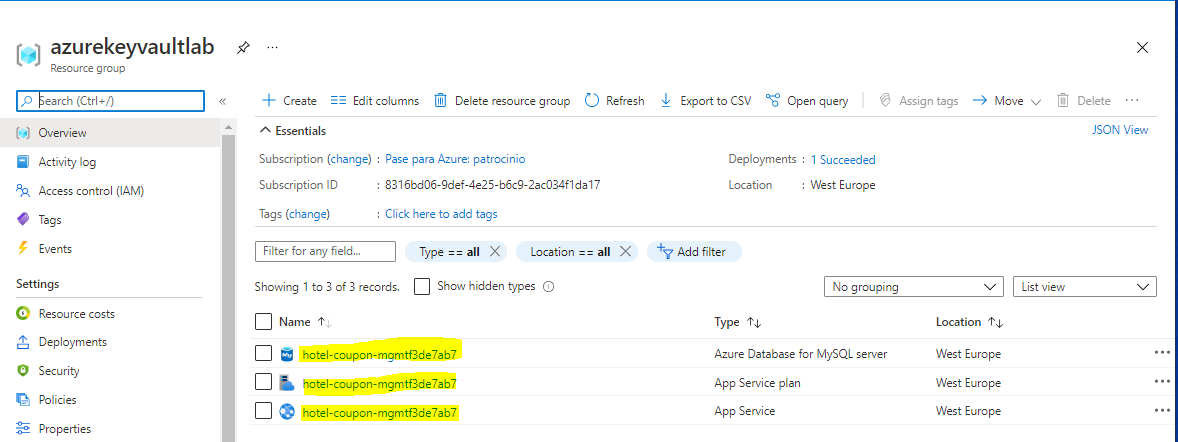 azurekeyvaultlab
Resource group
Search (Ctrl+/)
Overview
Activity log
Access control (IAM)
Tags
Events
Settings
Resource costs
Deployments
Security
Policies
Properties
Create Edit columns Delete resource group Refresh Export to CSV Open query Assign tags Move Delete
Essentials JSON View
Subscription (change) : Pase para Azure: patrocinio Deployments : 1 Succeeded
Subscription ID : 8316bd06-9def-4e25-b6c9-2ac034f1da17 Location : West Europe
Tags (change) : Click here to add tags
Filter for any field... Type == all Location == all Add filter
Showing 1 to 3 of 3 records. Show hidden types No grouping List view
Name Type Location
hotel-coupon-mgmtf3de7ab7 Azure Database for MySQL server West Europe
hotel-coupon-mgmtf3de7ab7 App Service plan West Europe
hotel-coupon-mgmtf3de7ab7 App Service West Europe